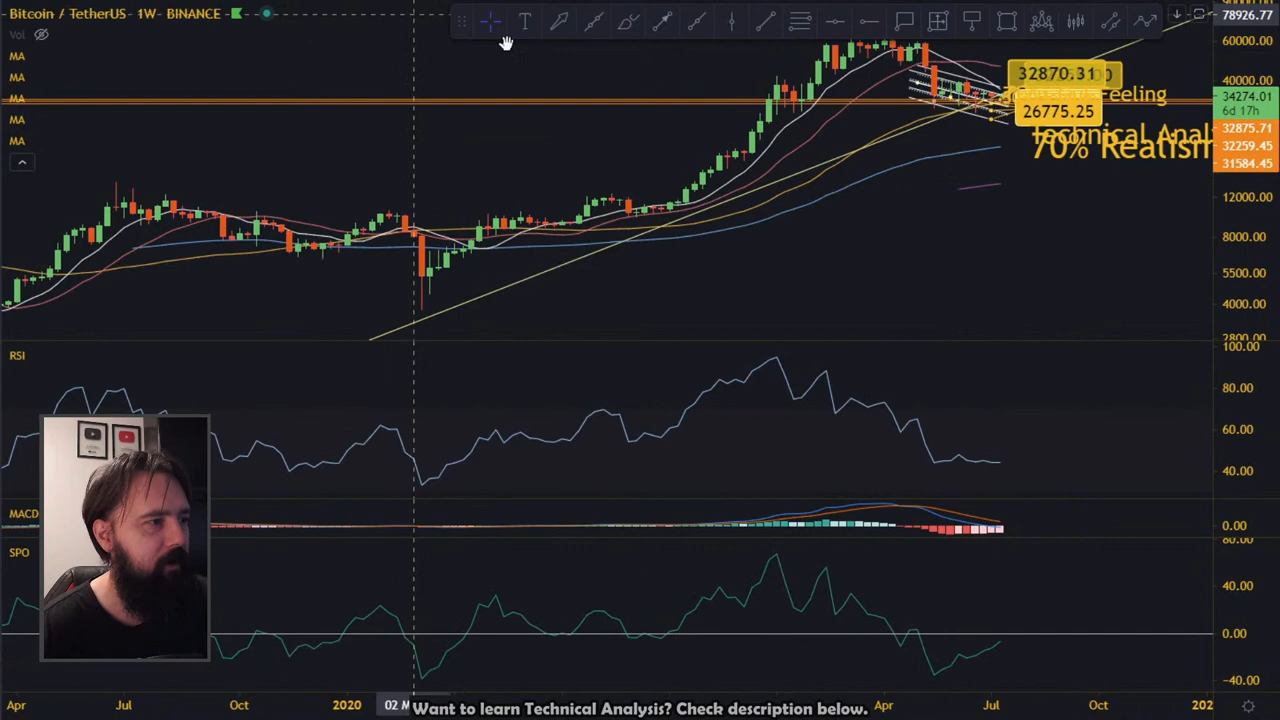 Bitcoin / TetherUS · 1W · BINANCE
Vol
MA
MA
MA
MA
MA
T
78926.77
60000.00
40000.00
34274.01
6d 17h
32875.71
32259.45
31584.45
12000.00
8000.00
5500.00
4000.00
2800.00
32870.31
Feeling
26775.25
Technical Anal
70% Realism
RSI
100.00
80.00
60.00
40.00
MACD
0.00
SPO
80.00
40.00
0.00
-40.00
Apr
Jul
Oct
2020
02 M
Apr
Jul
Oct
202
Want to learn Technical Analysis? Check description below.